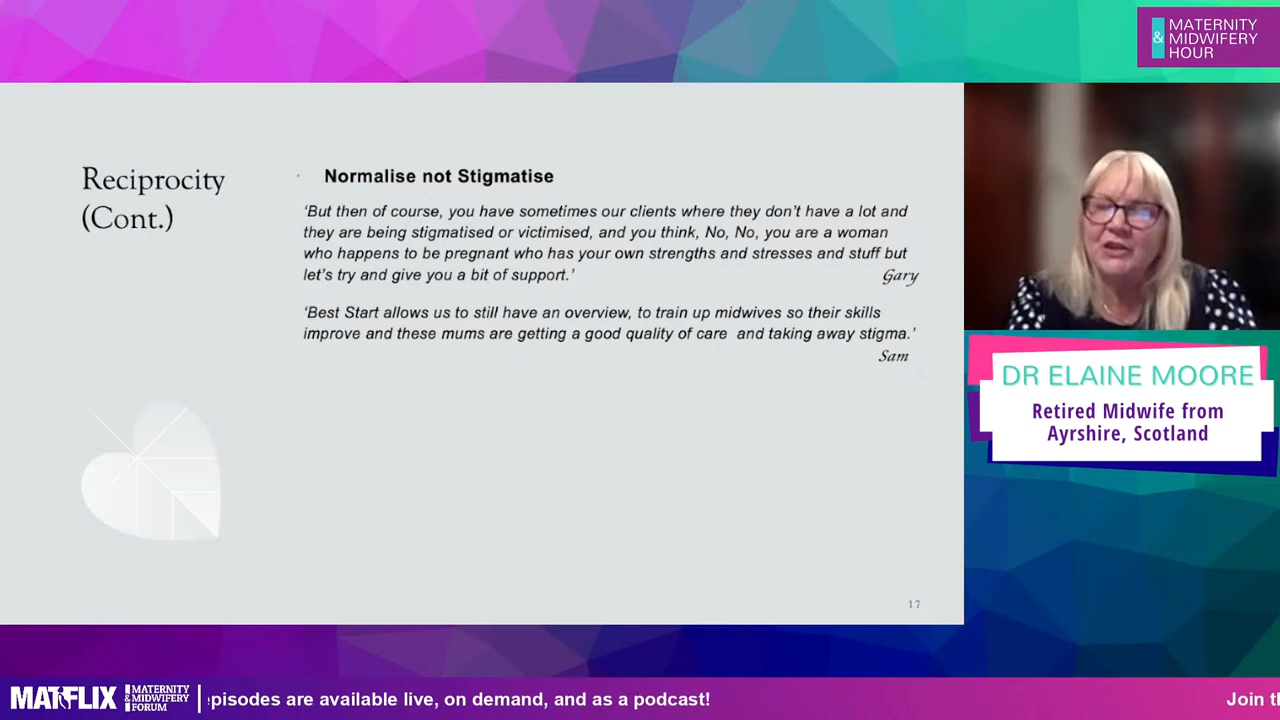 MATERNITY
& MIDWIFERY
HOUR
Reciprocity
(Cont.)
Normalise not Stigmatise
‘But then of course, you have sometimes our clients where they don’t have a lot and
they are being stigmatised or victimised, and you think, No, No, you are a woman
who happens to be pregnant who has your own strengths and stresses and stuff but
let’s try and give you a bit of support.’
Gary
‘Best Start allows us to still have an overview, to train up midwives so their skills
improve and these mums are getting a good quality of care and taking away stigma.’
Sam
17
DR ELAINE MOORE
Retired Midwife from
Ayrshire, Scotland
MATFLIX
MATERNITY
& MIDWIFERY
FORUM
episodes are available live, on demand, and as a podcast!
Join